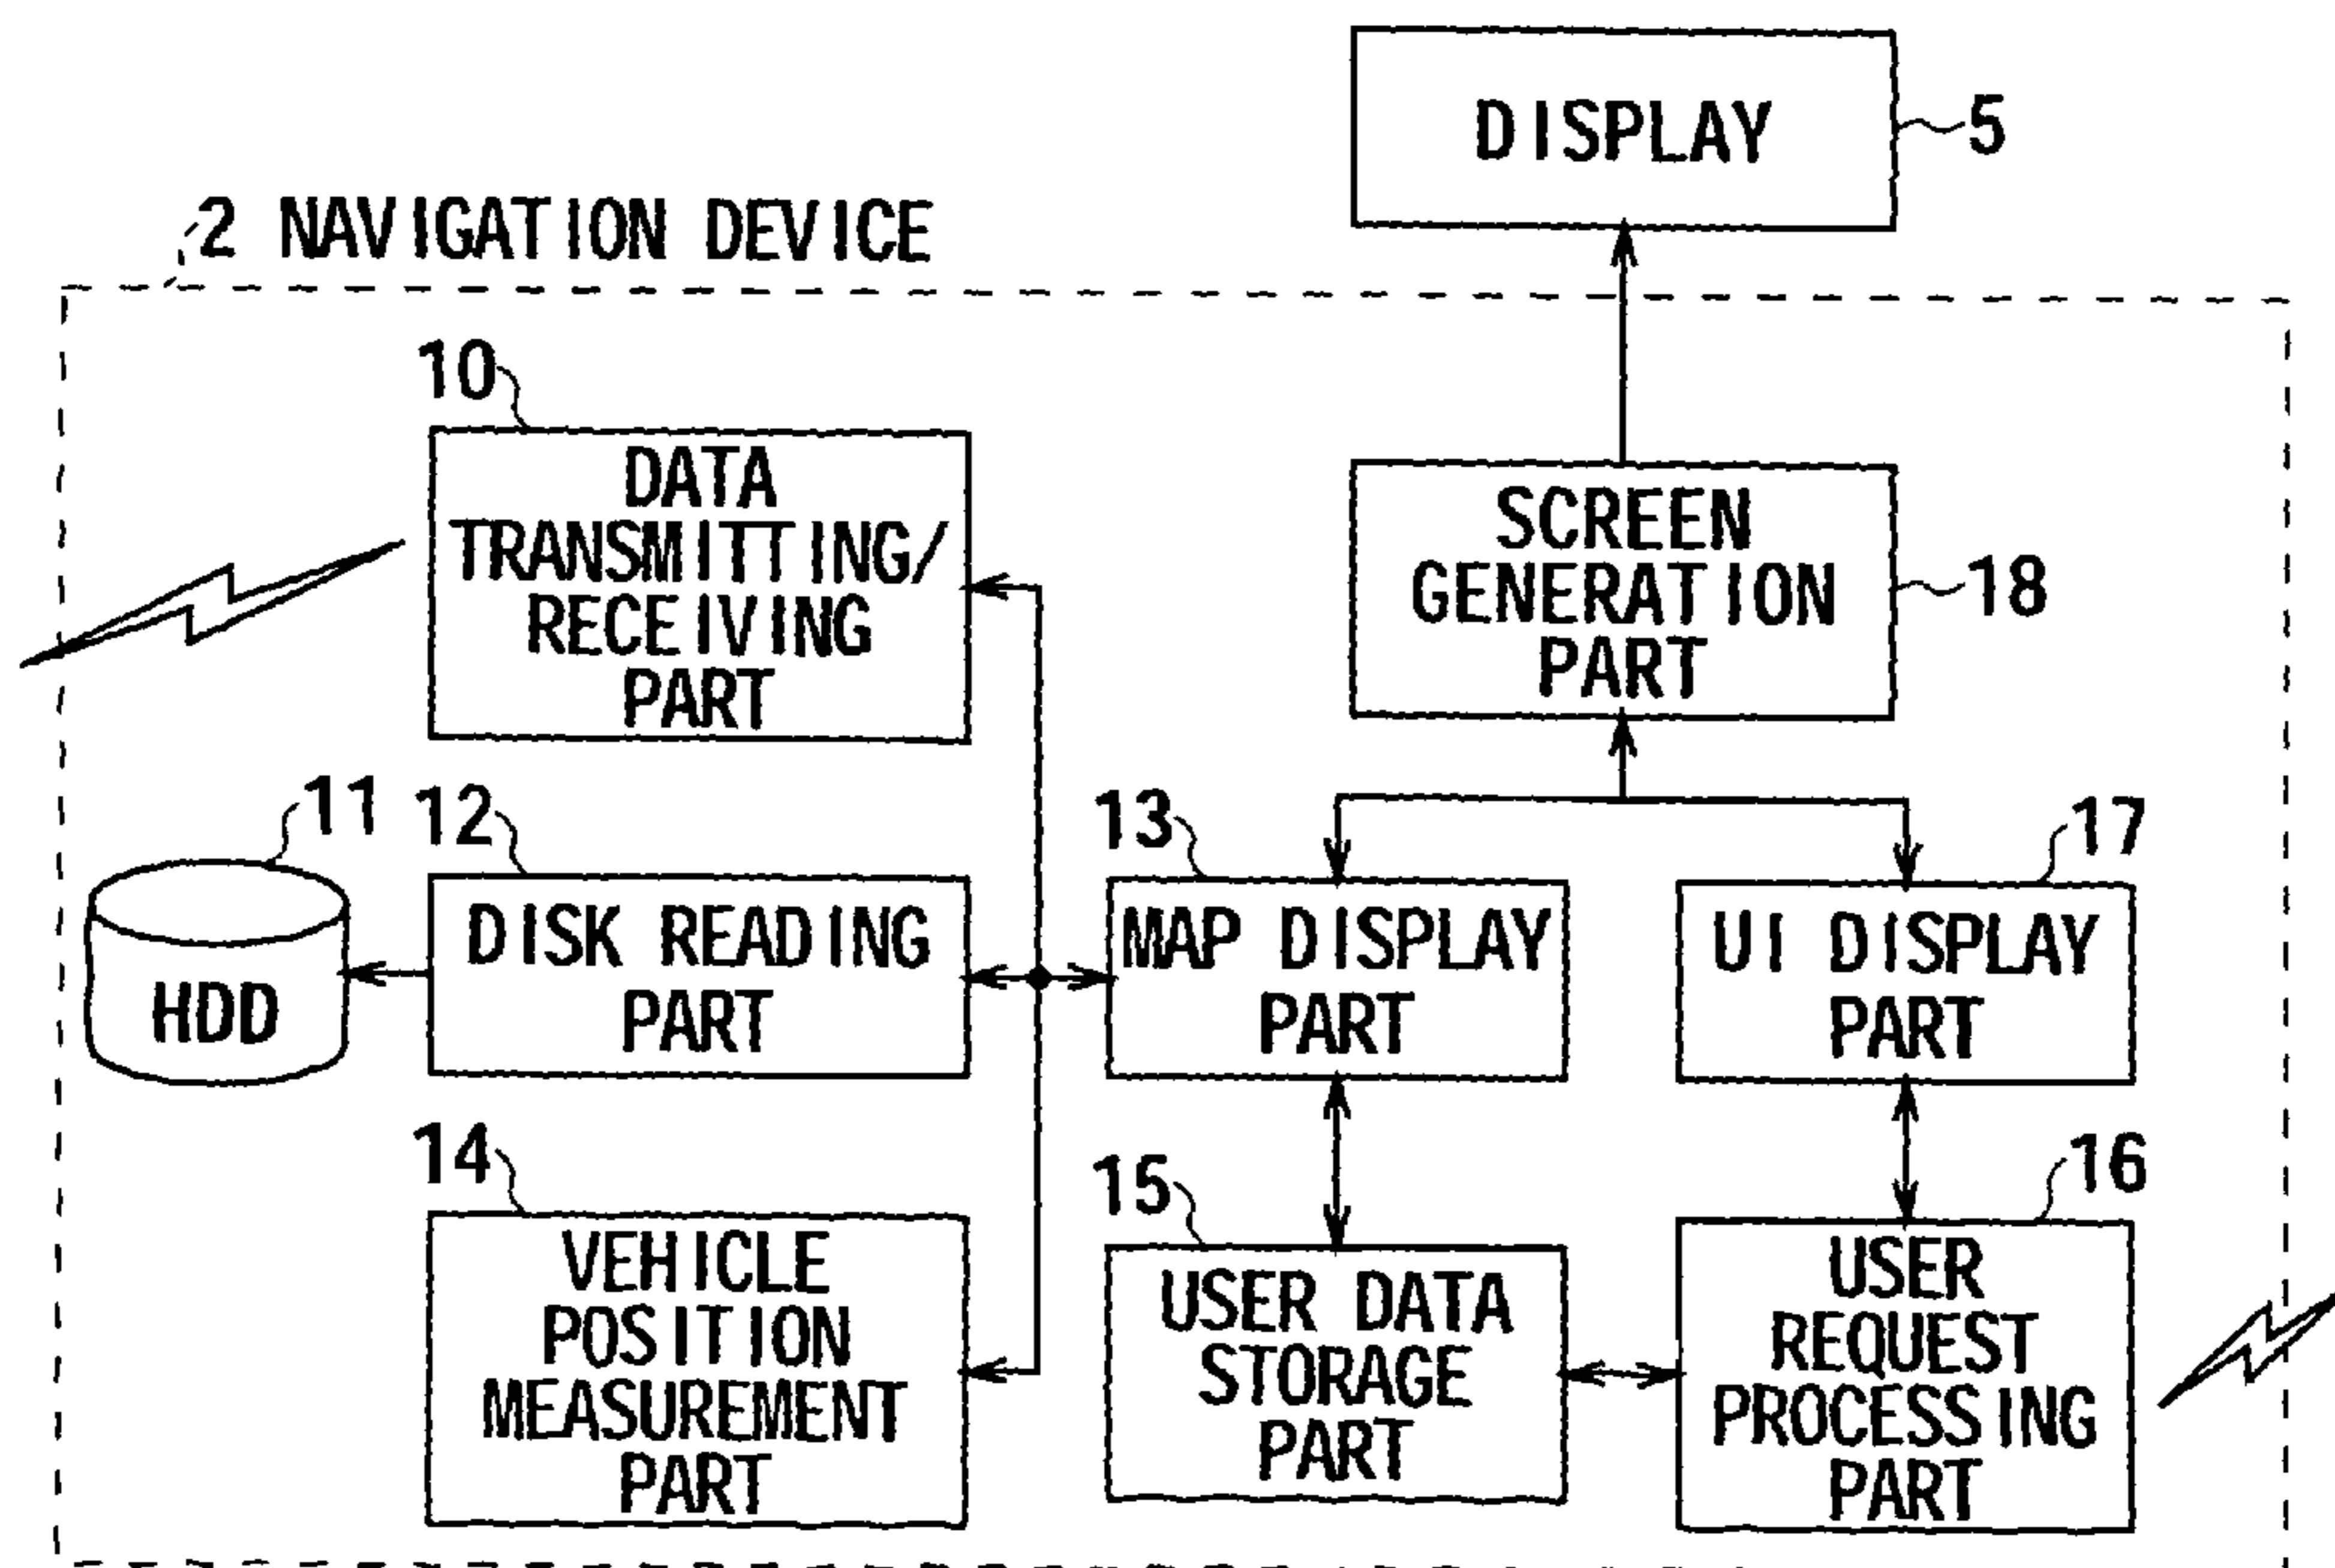 DISPLAY
5
2 NAVIGATION DEVICE
10
DATA
TRANSMITTING/
RECEIVING
PART
SCREEN
GENERATION
PART
18
11
12
13
17
HDD
DISK READING
PART
MAP DISPLAY
PART
UI DISPLAY
PART
14
15
16
VEHICLE
POSITION
MEASUREMENT
PART
USER DATA
STORAGE
PART
USER
REQUEST
PROCESSING
PART